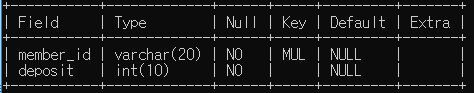 +-----------+-------------+------+-----+---------+-------+
| Field     | Type        | Null | Key | Default | Extra |
+-----------+-------------+------+-----+---------+-------+
| member_id | varchar(20) | NO   | MUL | NULL    |       |
| deposit   | int(10)     | NO   |     | NULL    |       |
+-----------+-------------+------+-----+---------+-------+